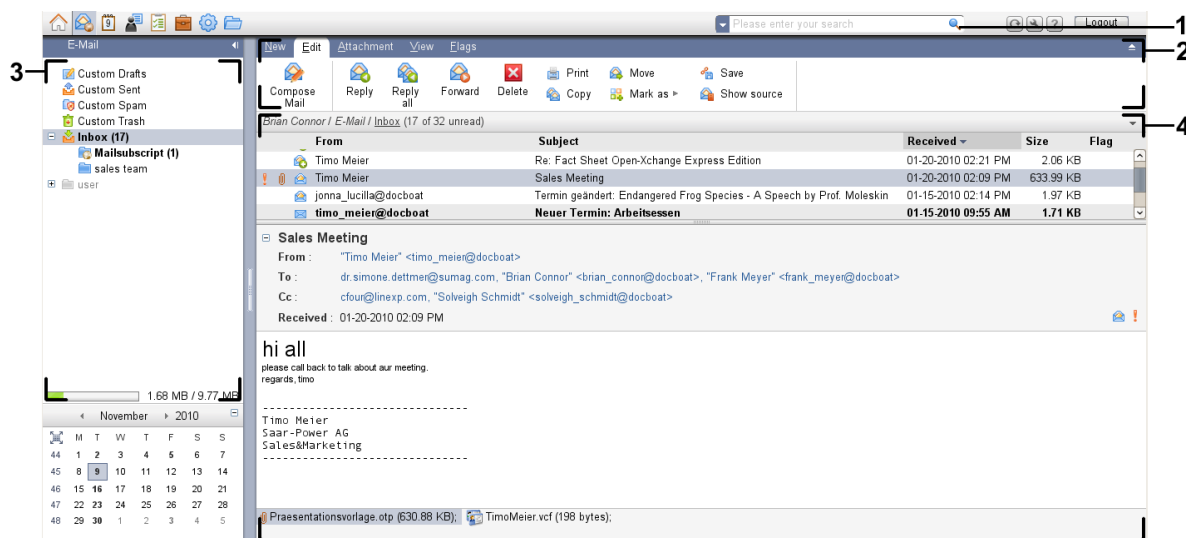 9 Please enter your search ? Logout 1
E-Mail New Edit Attachment View Flags 2
3
Custom Drafts
Custom Sent
Custom Spam
Custom Trash
Inbox (17)
Mailsubscript (1)
sales team
user
Compose Mail Reply Reply all Forward Delete Print Move Save
Copy Mark as Show source
Brian Connor / E-Mail / Inbox (17 of 32 unread) 4
From Subject Received Size Flag
Timo Meier Re: Fact Sheet Open-Xchange Express Edition 01-20-2010 02:21 PM 2.06 KB
Timo Meier Sales Meeting 01-20-2010 02:09 PM 633.99 KB
jonna_lucilla@docboat Termin geändert: Endangered Frog Species - A Speech by Prof. Moleskin 01-15-2010 02:14 PM 1.97 KB
timo_meier@docboat Neuer Termin: Arbeitsessen 01-15-2010 09:55 AM 1.71 KB
Sales Meeting
From : "Timo Meier" <timo_meier@docboat>
To : dr.simone.dettmer@sumag.com, "Brian Connor" <brian_connor@docboat>, "Frank Meyer" <frank_meyer@docboat>
Cc : cfour@linexp.com, "Solveigh Schmidt" <solveigh_schmidt@docboat>
Received : 01-20-2010 02:09 PM
hi all
please call back to talk about aur meeting.
regards, timo
-------------------------------
Timo Meier
Saar-Power AG
Sales&Marketing
-------------------------------
Praesentationsvorlage.otp (630.88 KB); TimoMeier.vcf (198 bytes);
1.68 MB / 9.77 MB
November 2010
M T W T F S S
44 1 2 3 4 5 6 7
45 8 9 10 11 12 13 14
46 15 16 17 18 19 20 21
47 22 23 24 25 26 27 28
48 29 30 1 2 3 4 5